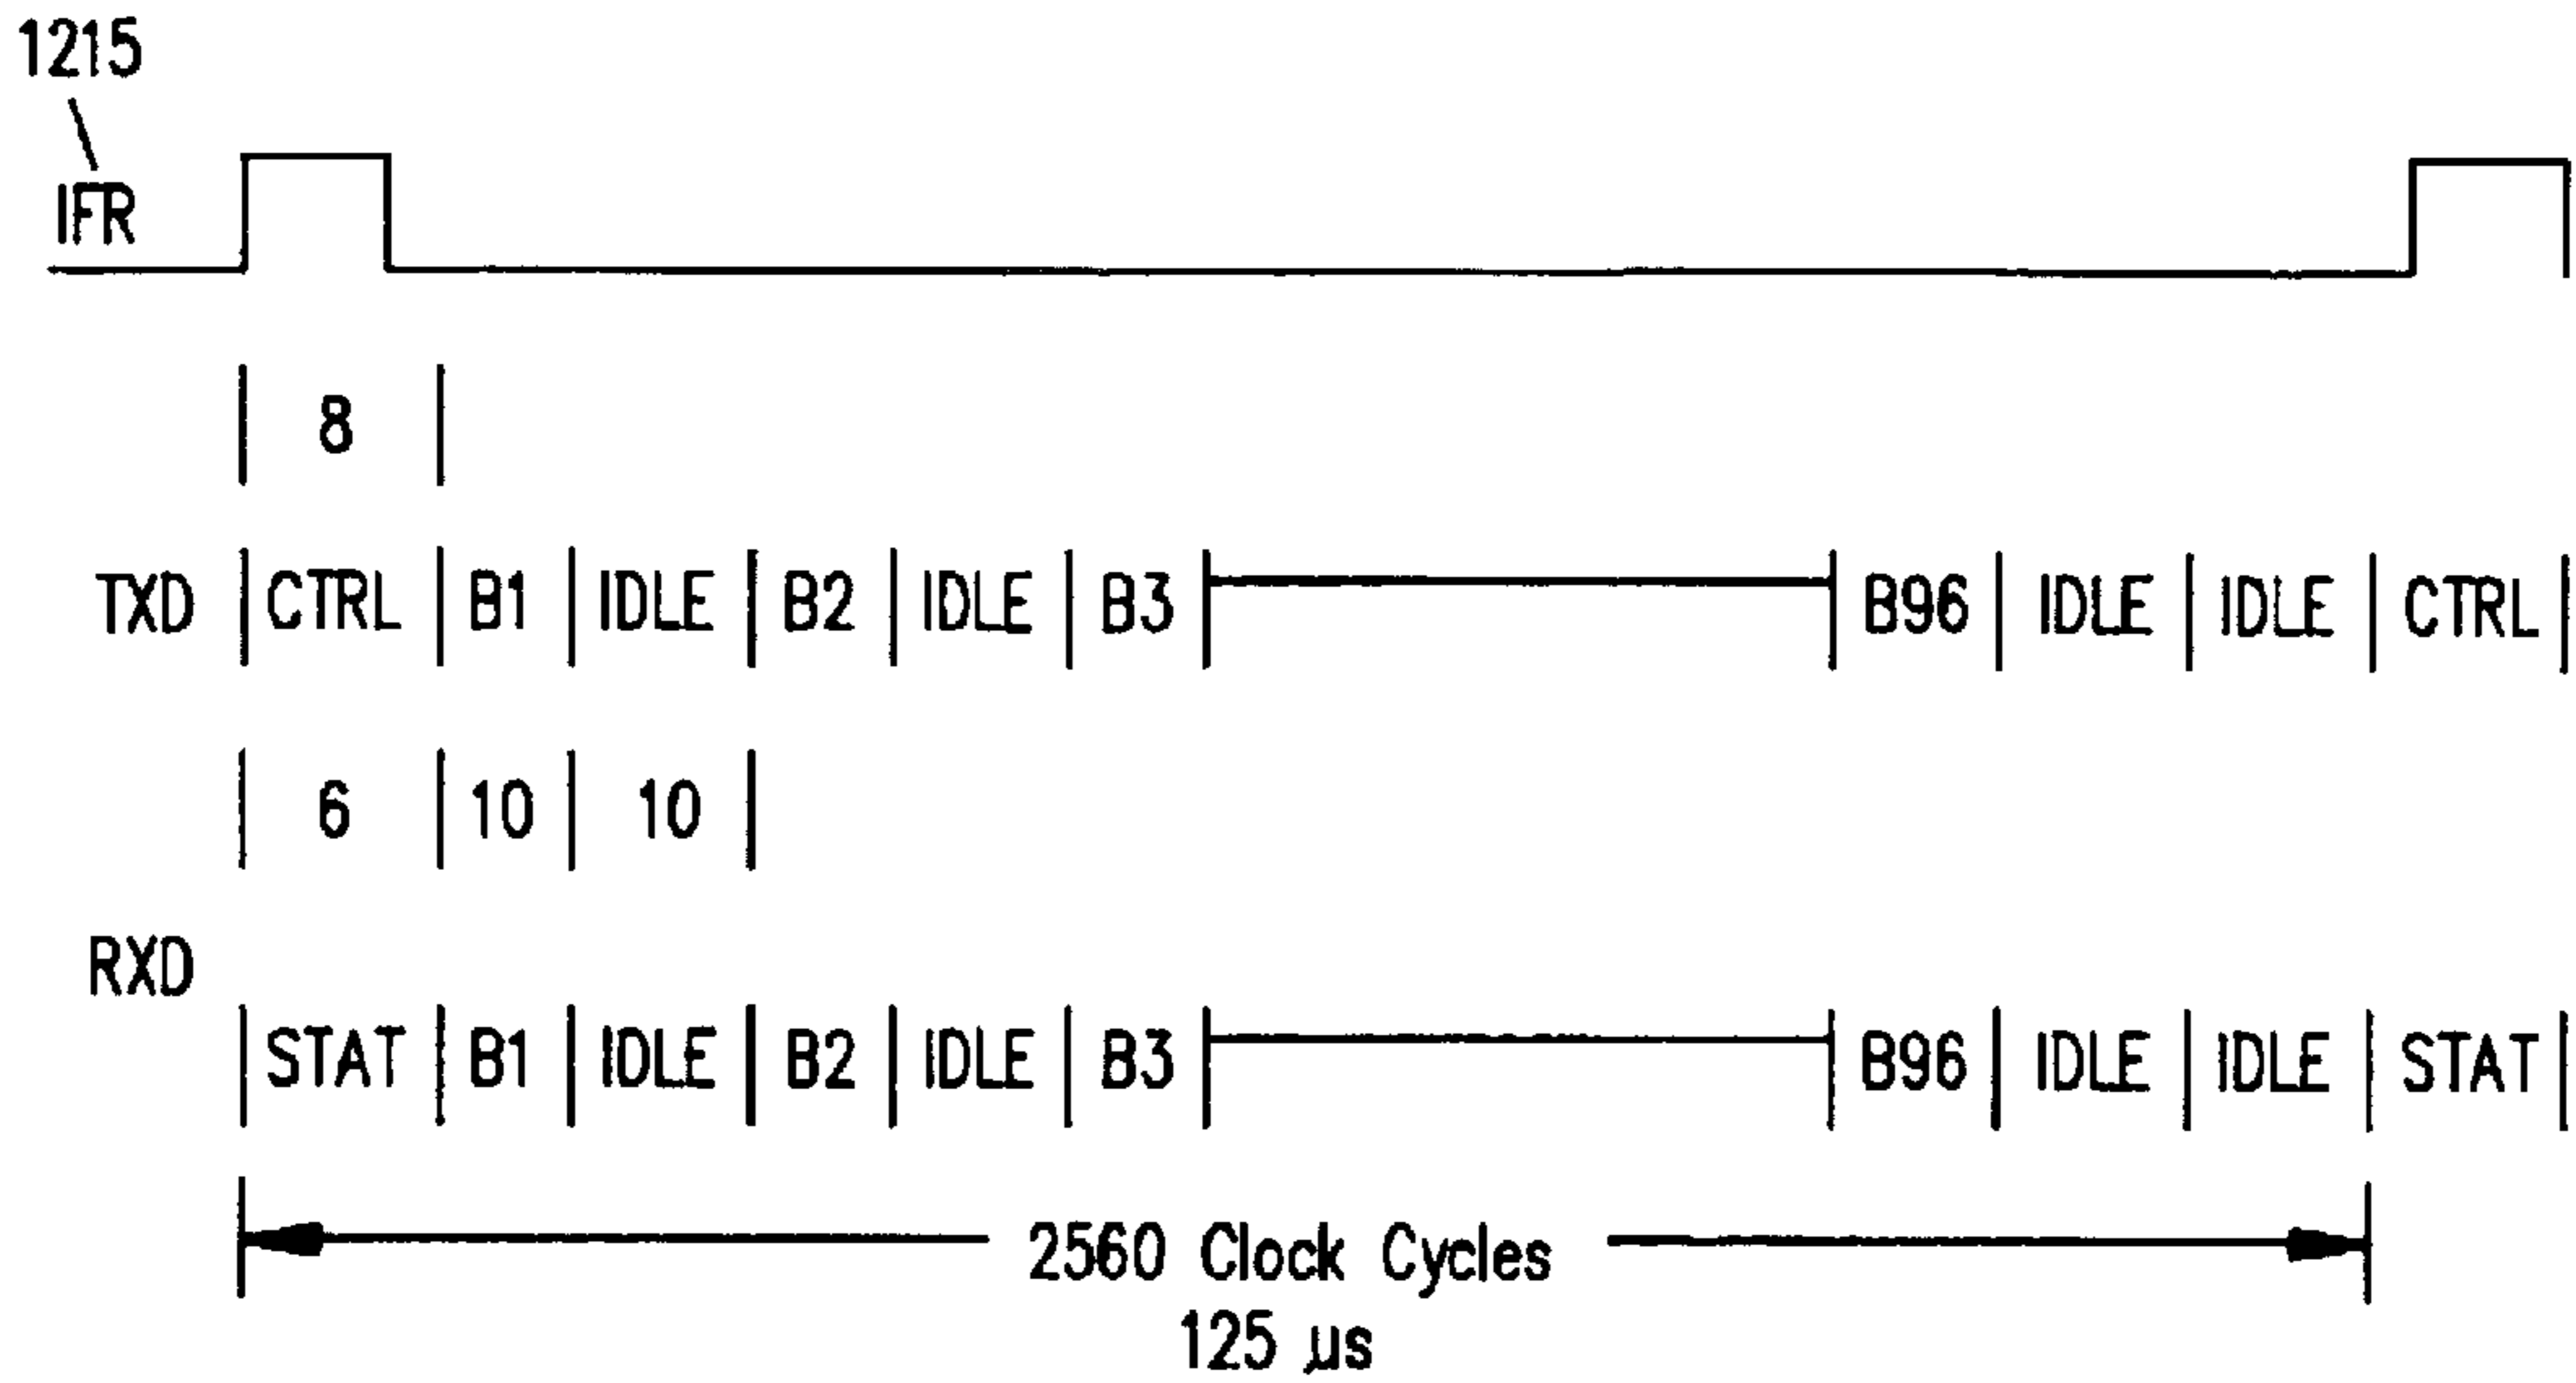 1215
IFR
8
TXD CTRL B1 IDLE B2 IDLE B3 B96 IDLE IDLE CTRL
6 10 10
RXD
STAT B1 IDLE B2 IDLE B3 B96 IDLE IDLE STAT
2560 Clock Cycles
125 µs